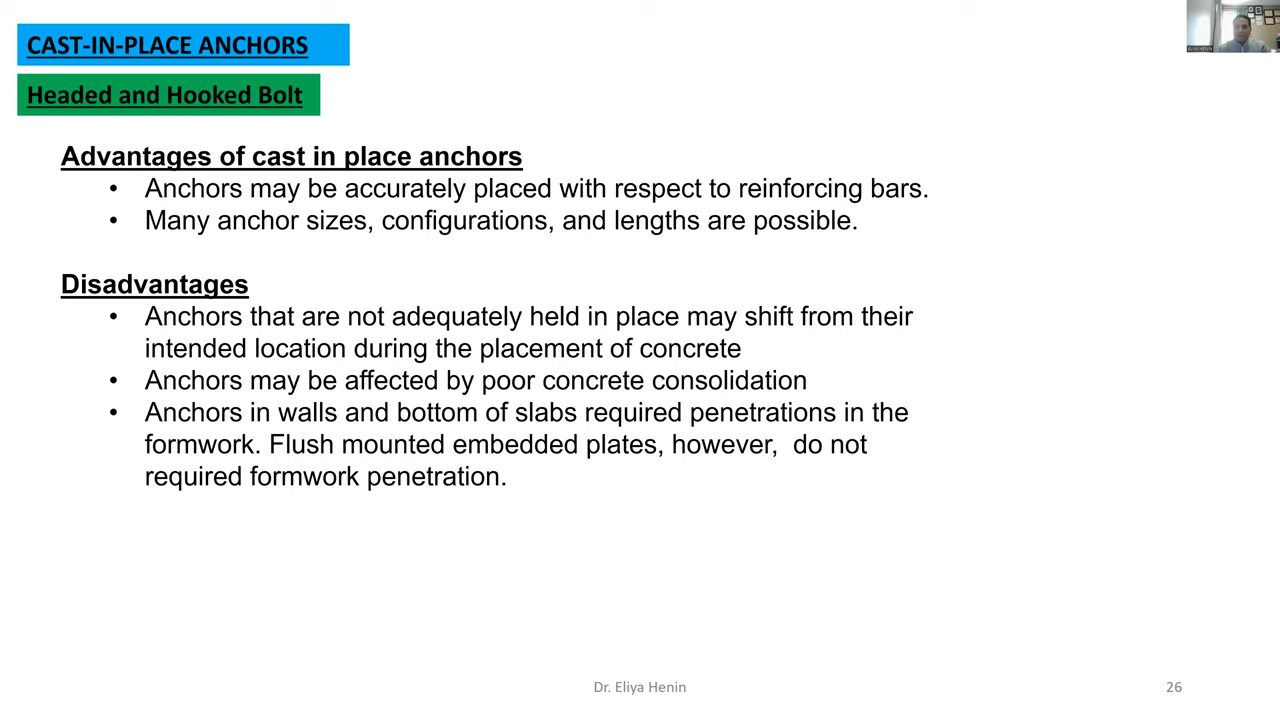 CAST-IN-PLACE ANCHORS
Headed and Hooked Bolt
Advantages of cast in place anchors
• Anchors may be accurately placed with respect to reinforcing bars.
• Many anchor sizes, configurations, and lengths are possible.
Disadvantages
• Anchors that are not adequately held in place may shift from their
intended location during the placement of concrete
• Anchors may be affected by poor concrete consolidation
• Anchors in walls and bottom of slabs required penetrations in the
formwork. Flush mounted embedded plates, however, do not
required formwork penetration.
Dr. Eliya Henin
26